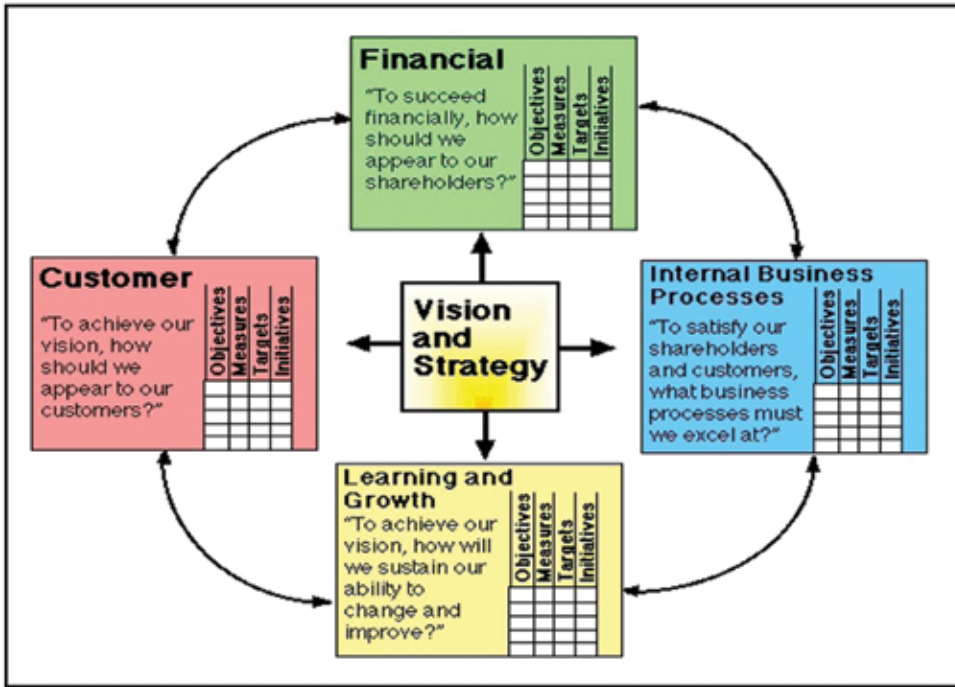 Financial
“To succeed
financially, how
should we
appear to our
shareholders?”
Objectives
Measures
Targets
Initiatives
Customer
“To achieve our
vision, how
should we
appear to our
customers?”
Objectives
Measures
Targets
Initiatives
Vision
and
Strategy
Internal Business
Processes
“To satisfy our
shareholders
and customers,
what business
processes must
we excel at?”
Objectives
Measures
Targets
Initiatives
Learning and
Growth
“To achieve our
vision, how will
we sustain our
ability to
change and
improve?”
Objectives
Measures
Targets
Initiatives